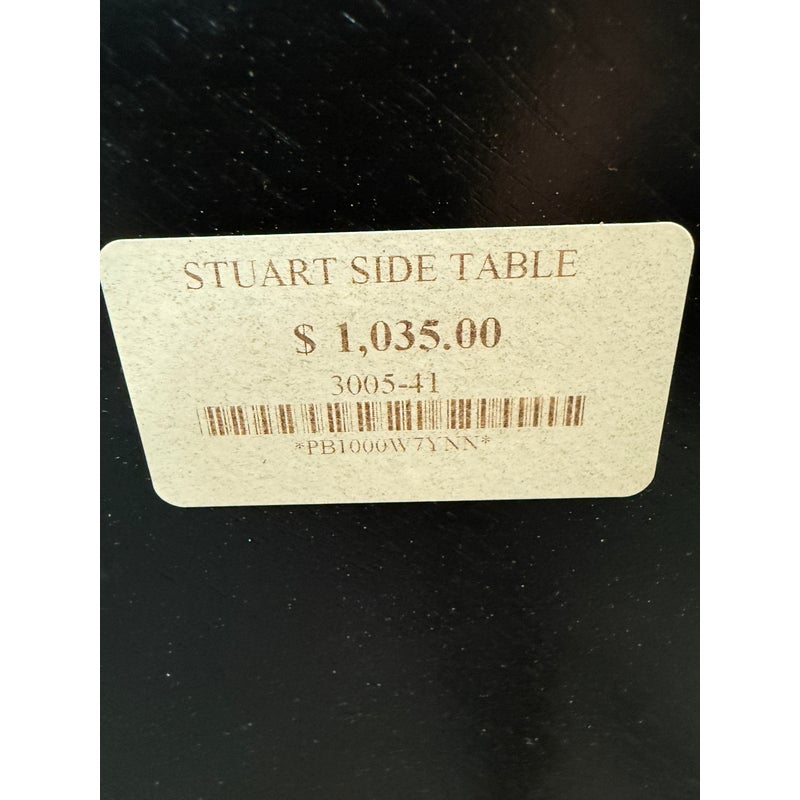 STUART SIDE TABLE
$ 1,035.00
3005-41
*PB1000W7YNN*